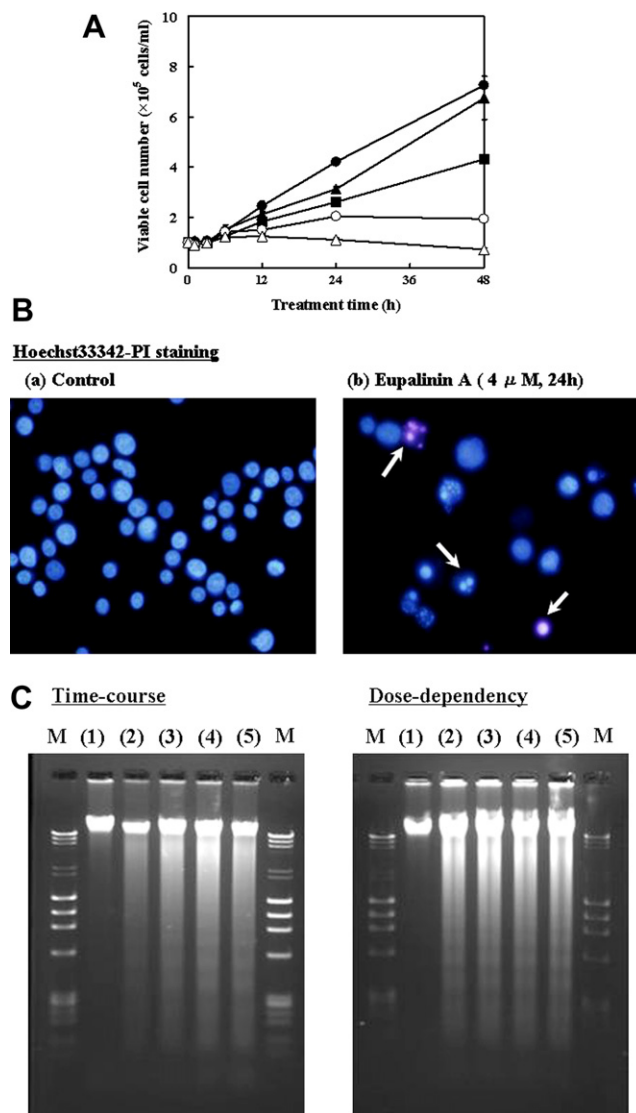 A
Viable cell number (×10⁵ cells/ml)
10
8
6
4
2
0
0 12 24 36 48
Treatment time (h)
B
Hoechst33342-PI staining
(a) Control
(b) Eupalinin A ( 4 μ M, 24h)
C
Time-course
M (1) (2) (3) (4) (5) M
Dose-dependency
M (1) (2) (3) (4) (5) M